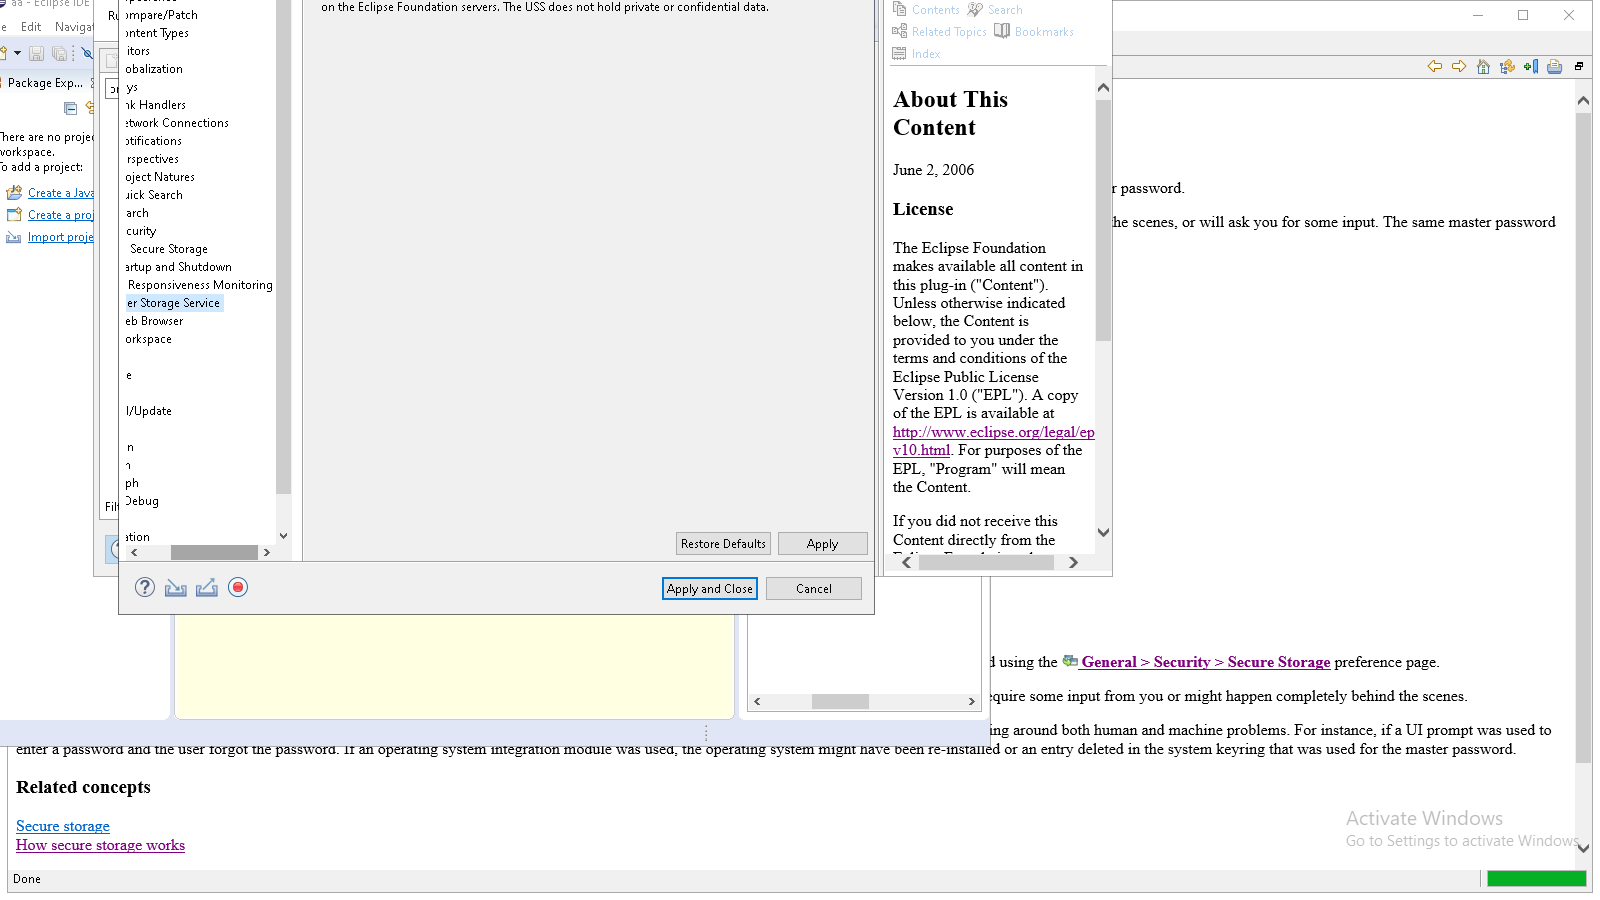 aa - Eclipse IDE
Edit Navigat
Package Exp...
There are no projec
workspace.
To add a project:
Create a Java
Create a proj
Import proje
Ru
Filt
ompare/Patch
ontent Types
itors
obalization
ys
nk Handlers
etwork Connections
otifications
rspectives
oject Natures
uick Search
arch
curity
Secure Storage
artup and Shutdown
Responsiveness Monitoring
er Storage Service
eb Browser
orkspace
e
l/Update
n
ph
Debug
ation
on the Eclipse Foundation servers. The USS does not hold private or confidential data.
Restore Defaults
Apply
Apply and Close
Cancel
Contents Search
Related Topics Bookmarks
Index
About This
Content
June 2, 2006
License
The Eclipse Foundation
makes available all content in
this plug-in ("Content").
Unless otherwise indicated
below, the Content is
provided to you under the
terms and conditions of the
Eclipse Public License
Version 1.0 ("EPL"). A copy
of the EPL is available at
http://www.eclipse.org/legal/ep
v10.html. For purposes of the
EPL, "Program" will mean
the Content.
If you did not receive this
Content directly from the
r password.
he scenes, or will ask you for some input. The same master password
d using the General > Security > Secure Storage preference page.
equire some input from you or might happen completely behind the scenes.
ing around both human and machine problems. For instance, if a UI prompt was used to
enter a password and the user forgot the password. If an operating system integration module was used, the operating system might have been re-installed or an entry deleted in the system keyring that was used for the master password.
Related concepts
Secure storage
How secure storage works
Activate Windows
Go to Settings to activate Windows.
Done